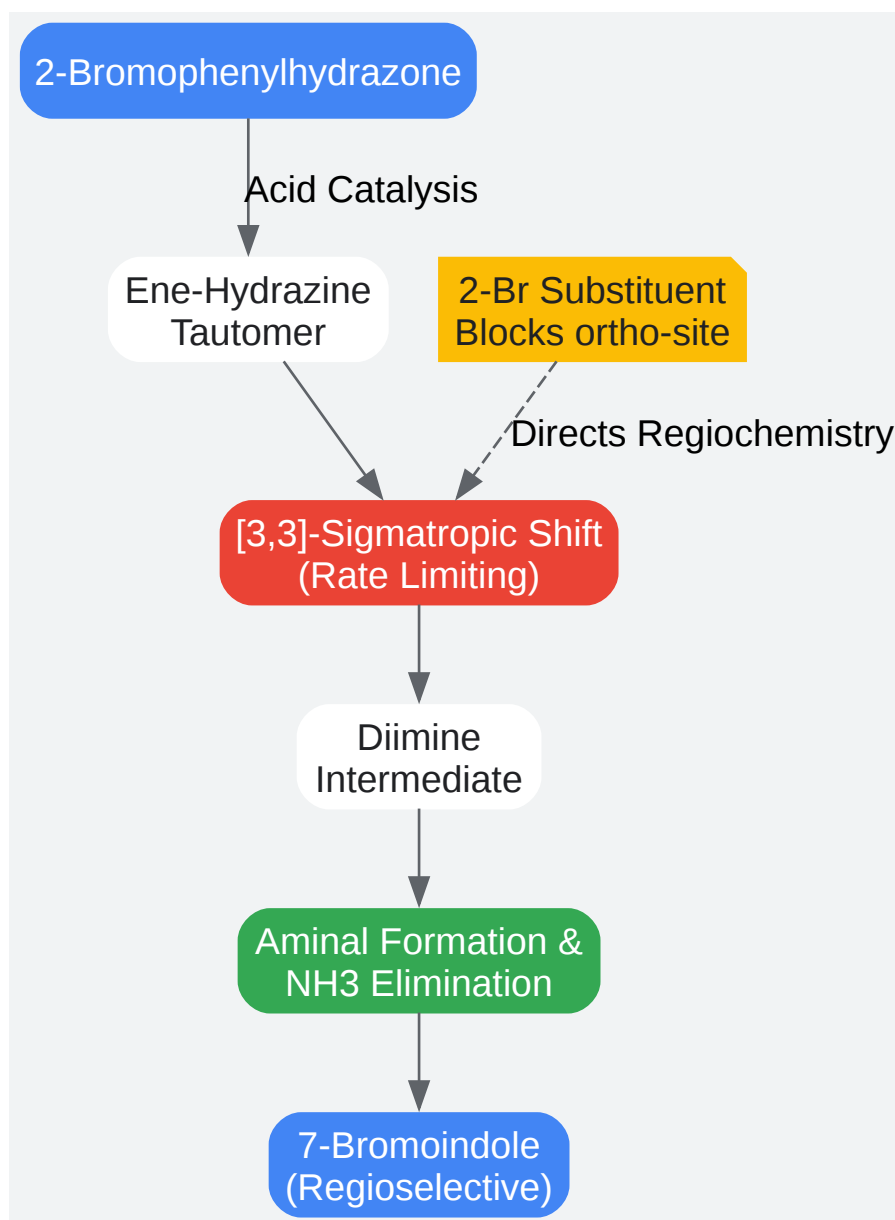 2-Bromophenylhydrazone
Acid Catalysis
Ene-Hydrazine
Tautomer
2-Br Substituent
Blocks ortho-site
Directs Regiochemistry
[3,3]-Sigmatropic Shift
(Rate Limiting)
Diimine
Intermediate
Aminal Formation &
NH3 Elimination
7-Bromoindole
(Regioselective)